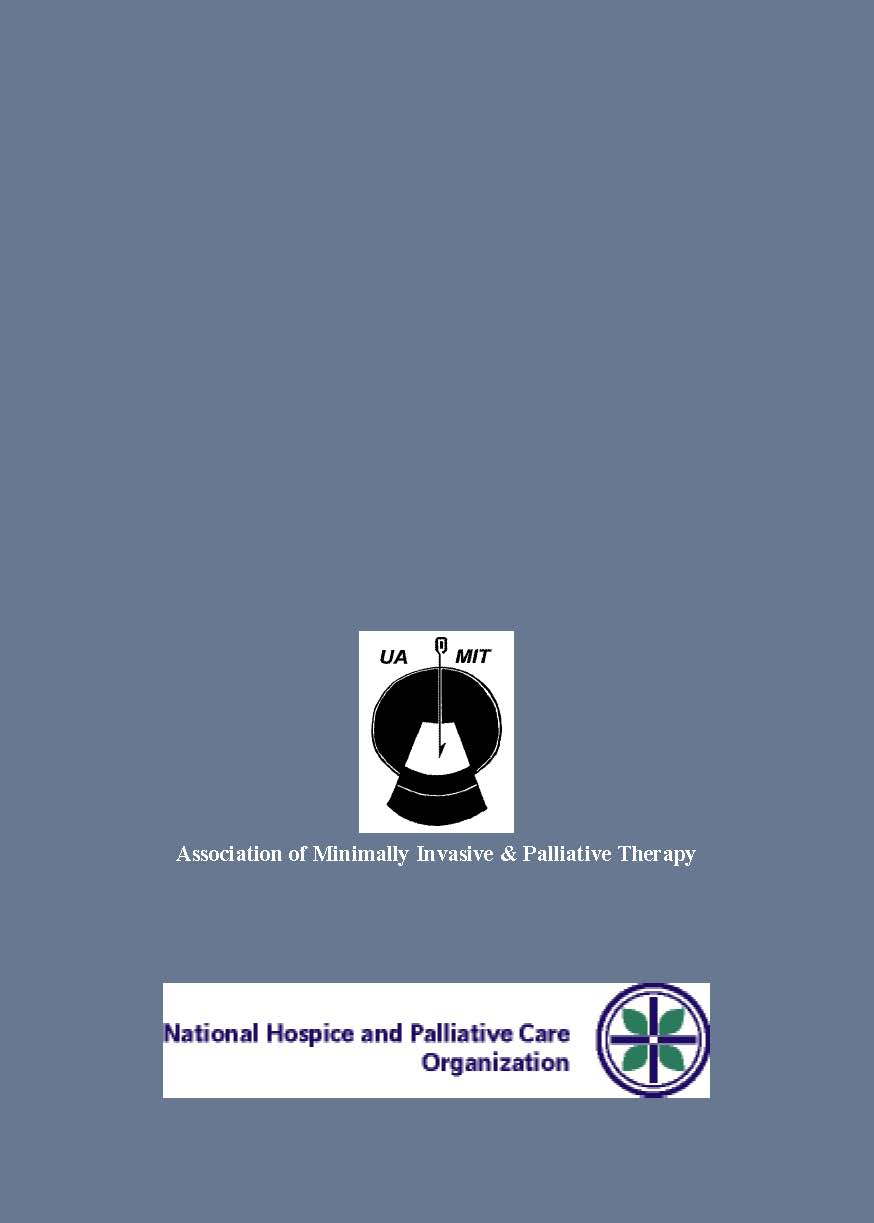 UA MIT
Association of Minimally Invasive & Palliative Therapy
National Hospice and Palliative Care
Organization